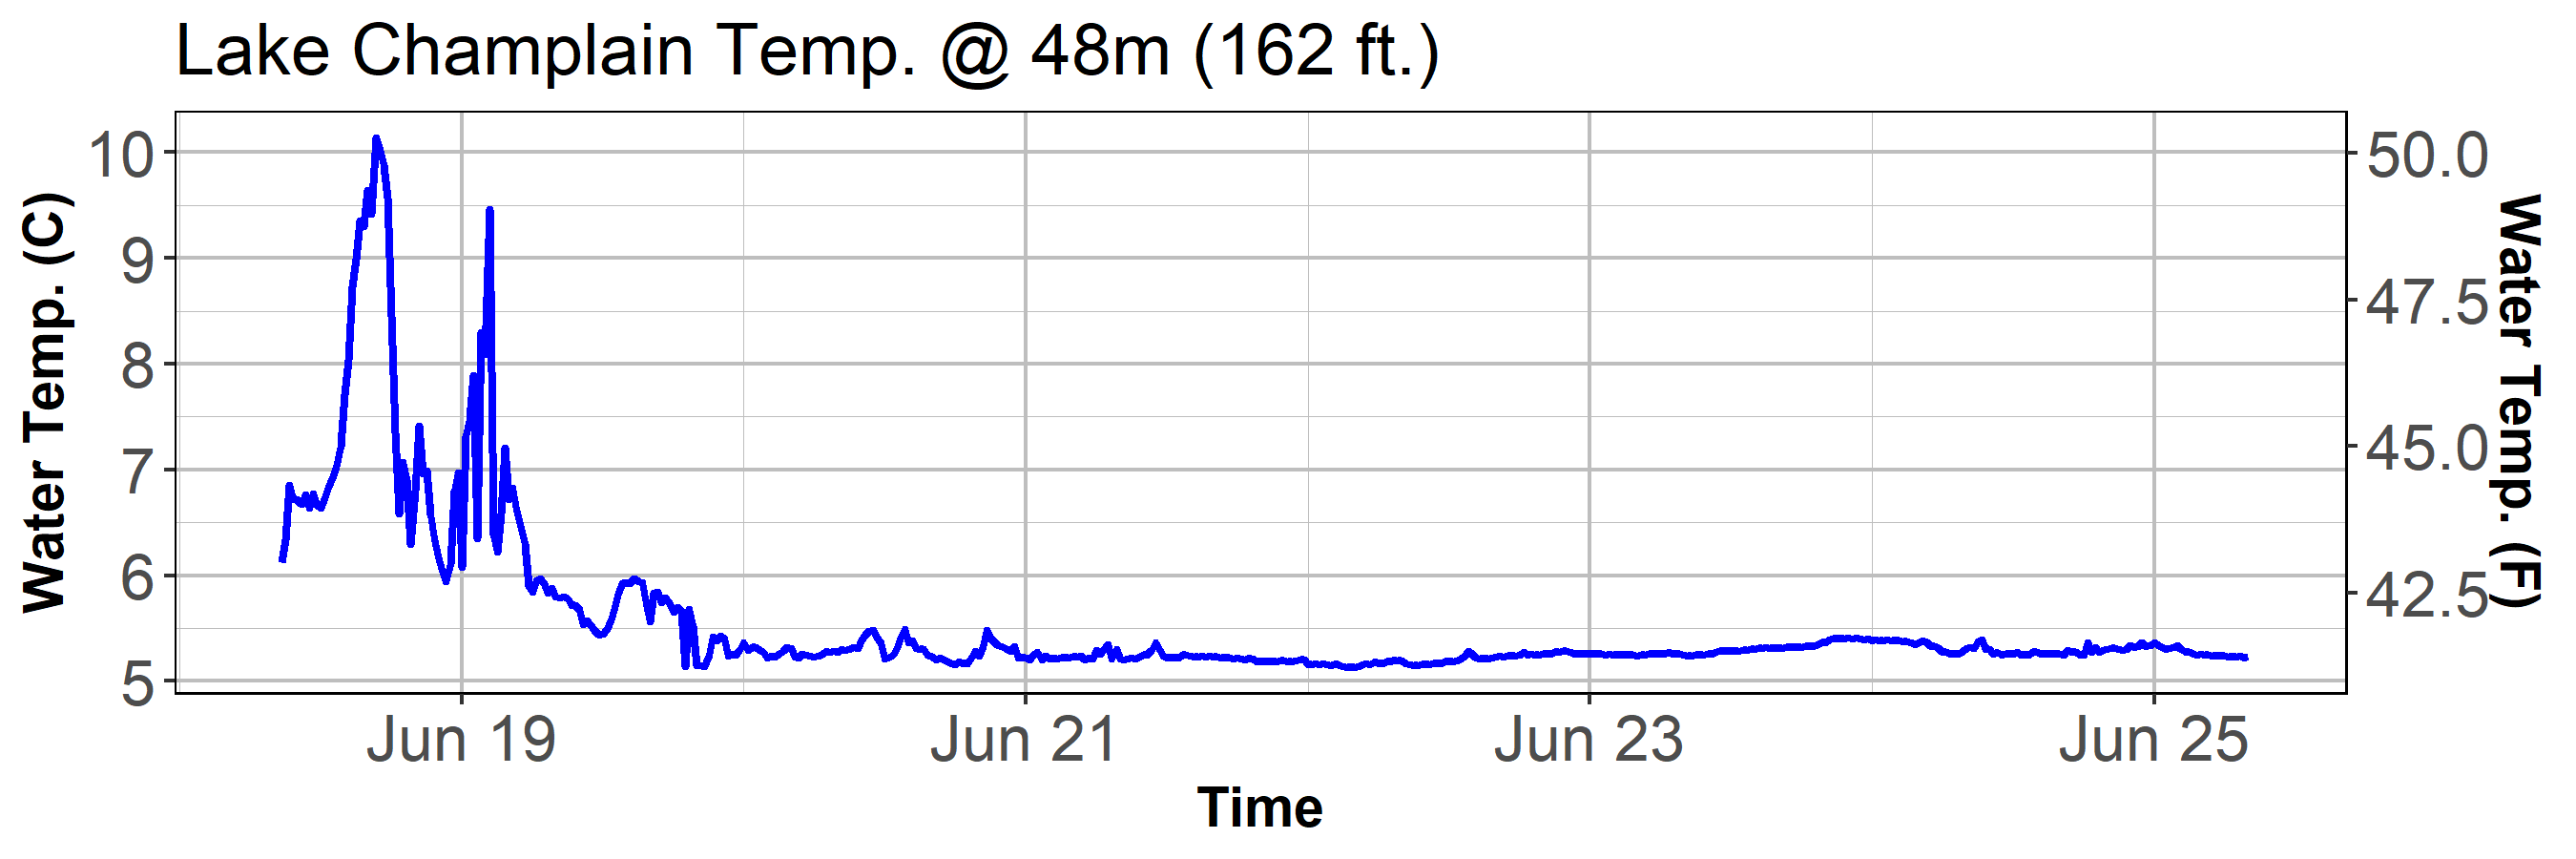 Lake Champlain Temp. @ 48m (162 ft.)
Water Temp. (C)
10
9
8
7
6
5
50.0
47.5
45.0
42.5
Water Temp. (F)
Jun 19
Jun 21
Jun 23
Jun 25
Time